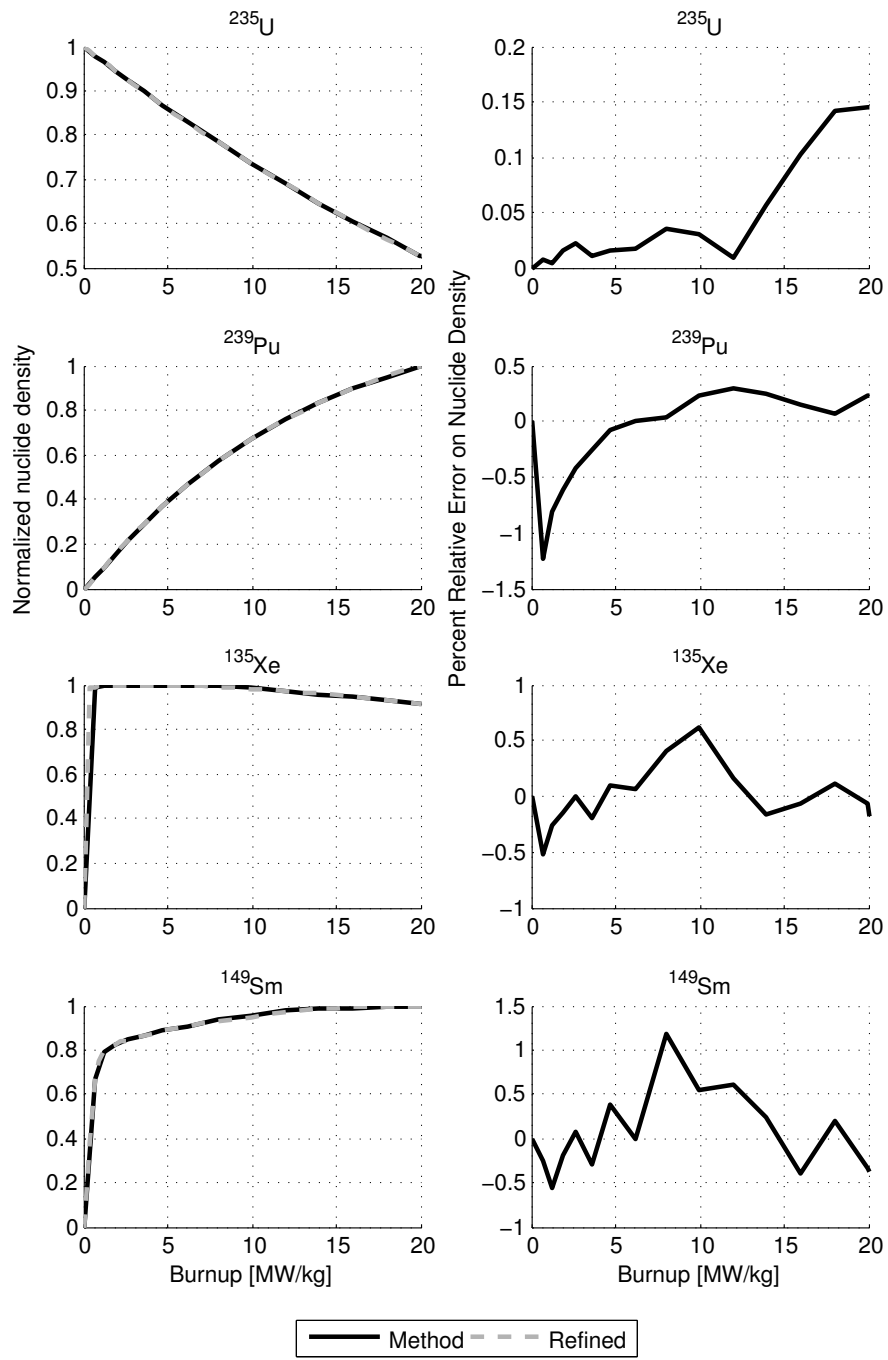 235U
1
0.9
0.8
0.7
0.6
0.5
0 5 10 15 20
235U
0.2
0.15
0.1
0.05
0
0 5 10 15 20
Normalized nuclide density
Percent Relative Error on Nuclide Density
239Pu
1
0.8
0.6
0.4
0.2
0
0 5 10 15 20
239Pu
0.5
0
−0.5
−1
−1.5
0 5 10 15 20
135Xe
1
0.8
0.6
0.4
0.2
0
0 5 10 15 20
135Xe
1
0.5
0
−0.5
−1
0 5 10 15 20
149Sm
1
0.8
0.6
0.4
0.2
0
0 5 10 15 20
Burnup [MW/kg]
149Sm
1.5
1
0.5
0
−0.5
−1
0 5 10 15 20
Burnup [MW/kg]
Method Refined